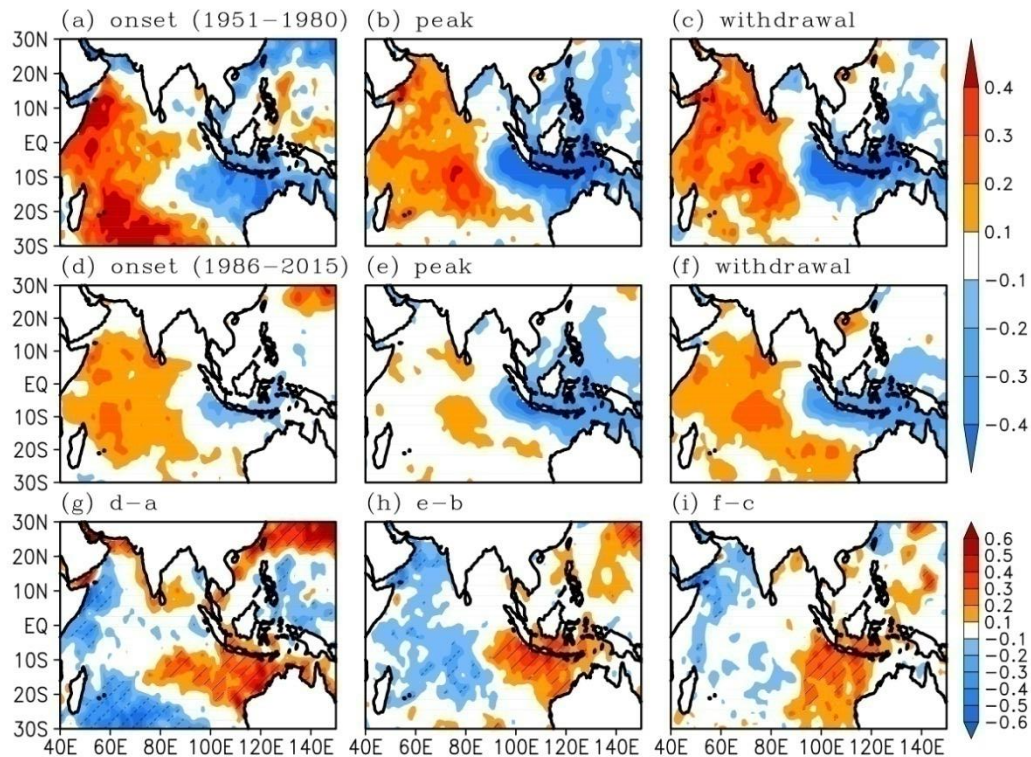 (a) onset (1951−1980)
(b) peak
(c) withdrawal
30N
20N
10N
EQ
10S
20S
30S
0.4
0.3
0.2
0.1
−0.1
−0.2
−0.3
−0.4
(d) onset (1986−2015)
(e) peak
(f) withdrawal
30N
20N
10N
EQ
10S
20S
30S
(g) d−a
(h) e−b
(i) f−c
30N
20N
10N
EQ
10S
20S
30S
0.6
0.5
0.4
0.3
0.2
0.1
−0.1
−0.2
−0.3
−0.4
−0.5
−0.6
40E 60E 80E 100E 120E 140E
40E 60E 80E 100E 120E 140E
40E 60E 80E 100E 120E 140E